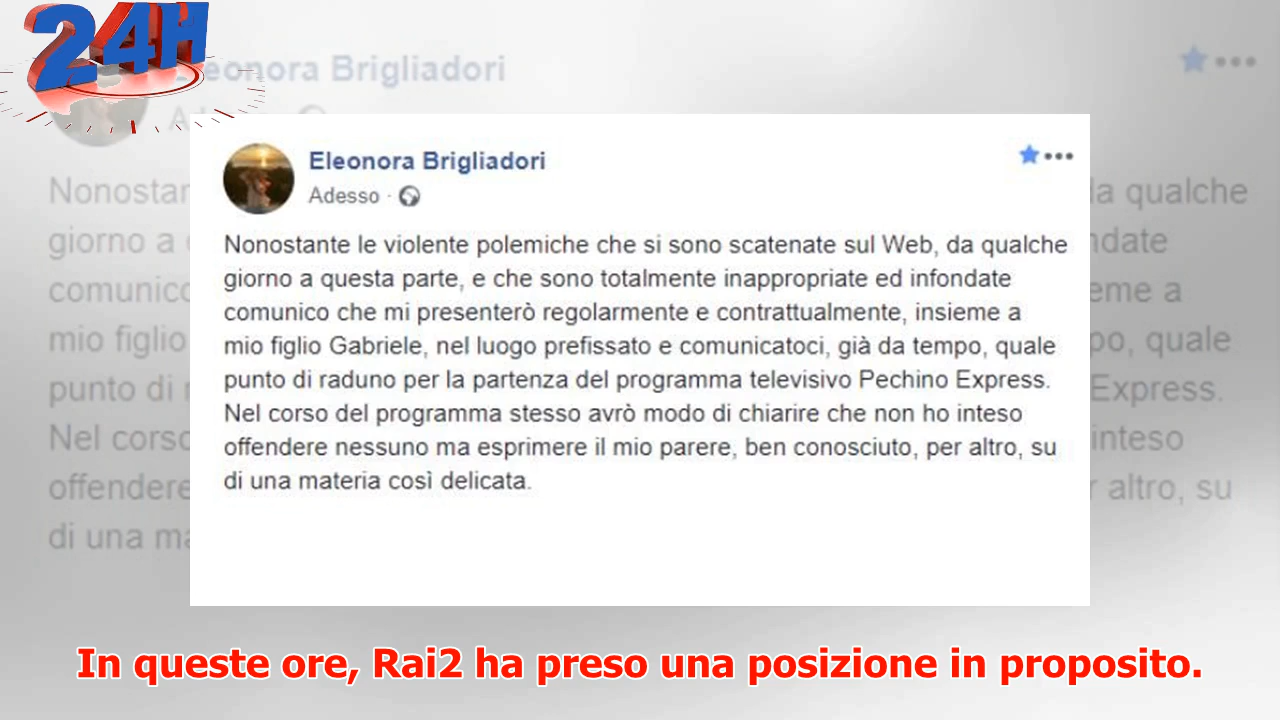 24H
Eleonora Brigliadori
Adesso ·
Nonostante le violente polemiche che si sono scatenate sul Web, da qualche
giorno a questa parte, e che sono totalmente inappropriate ed infondate
comunico che mi presenterò regolarmente e contrattualmente, insieme a
mio figlio Gabriele, nel luogo prefissato e comunicatoci, già da tempo, quale
punto di raduno per la partenza del programma televisivo Pechino Express.
Nel corso del programma stesso avrò modo di chiarire che non ho inteso
offendere nessuno ma esprimere il mio parere, ben conosciuto, per altro, su
di una materia così delicata.
In queste ore, Rai2 ha preso una posizione in proposito.